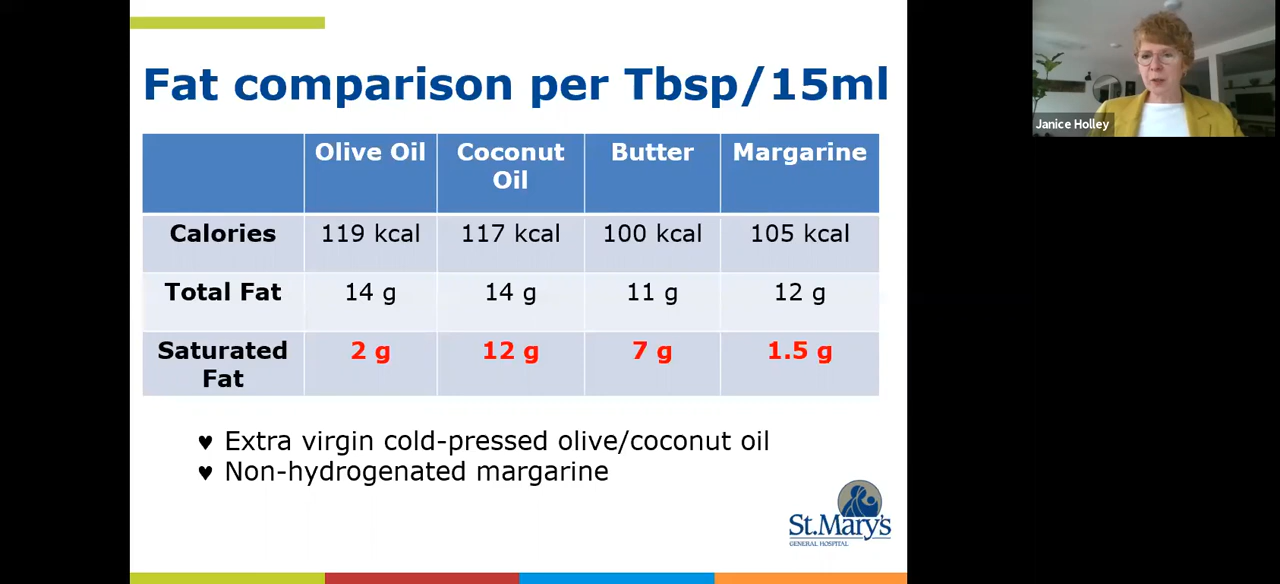 Fat comparison per Tbsp/15ml
Janice Holley
Olive Oil Coconut Oil Butter Margarine
Calories 119 kcal 117 kcal 100 kcal 105 kcal
Total Fat 14 g 14 g 11 g 12 g
Saturated Fat 2 g 12 g 7 g 1.5 g
♥ Extra virgin cold-pressed olive/coconut oil
♥ Non-hydrogenated margarine
St.Mary's
GENERAL HOSPITAL